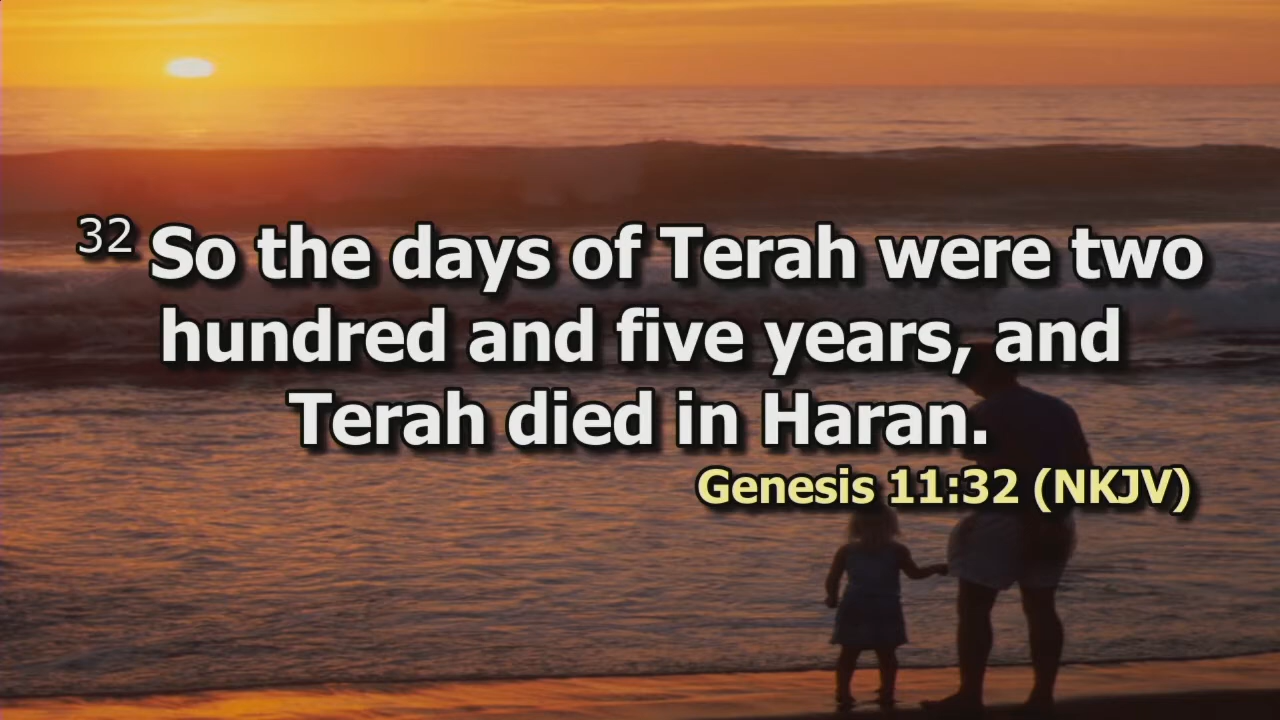 32 So the days of Terah were two
hundred and five years, and
Terah died in Haran.
Genesis 11:32 (NKJV)